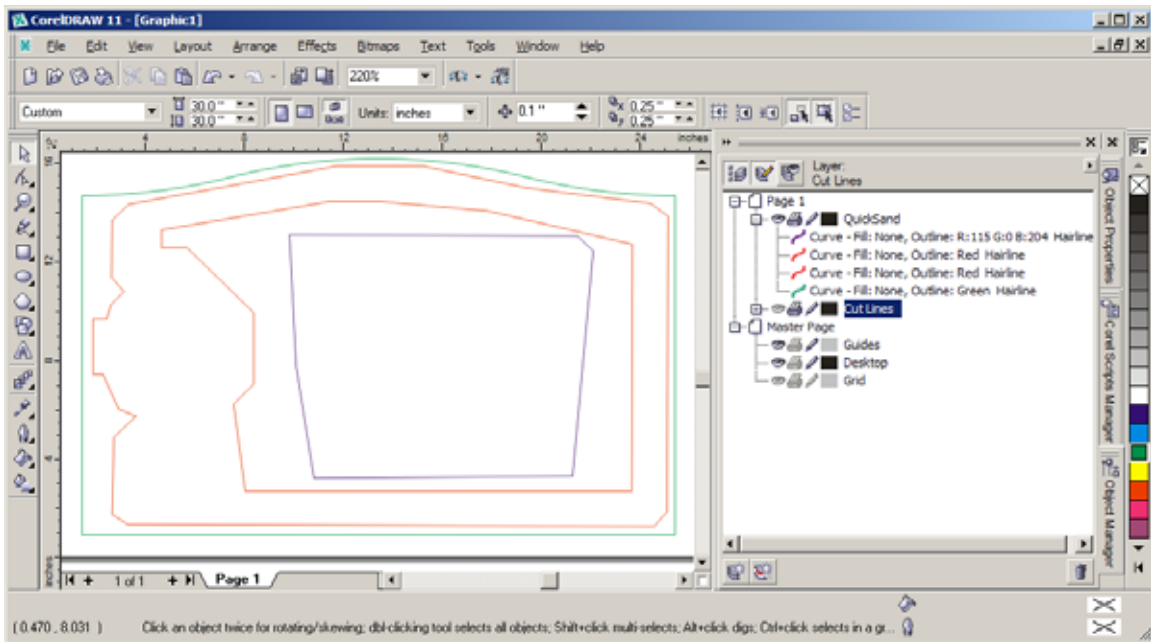 CorelDRAW 11 - [Graphic1]
File Edit View Layout Arrange Effects Bitmaps Text Tools Window Help
220%
Custom 30.0 " 30.0 " Units: inches 0.1 " x 0.25 " y 0.25 "
4 8 12 16 20 24 inches
16
12
8
4
inches
Layer:
Cut Lines
Page 1
QuickSand
Curve - Fill: None, Outline: R:115 G:0 B:204 Hairline
Curve - Fill: None, Outline: Red Hairline
Curve - Fill: None, Outline: Red Hairline
Curve - Fill: None, Outline: Green Hairline
Cut Lines
Master Page
Guides
Desktop
Grid
Object Properties
Corel Scripts Manager
Object Manager
1 of 1 Page 1
( 0.470 , 8.031 ) Click an object twice for rotating/skewing; dbl-clicking tool selects all objects; Shift+click multi-selects; Alt+click digs; Ctrl+click selects in a gr...